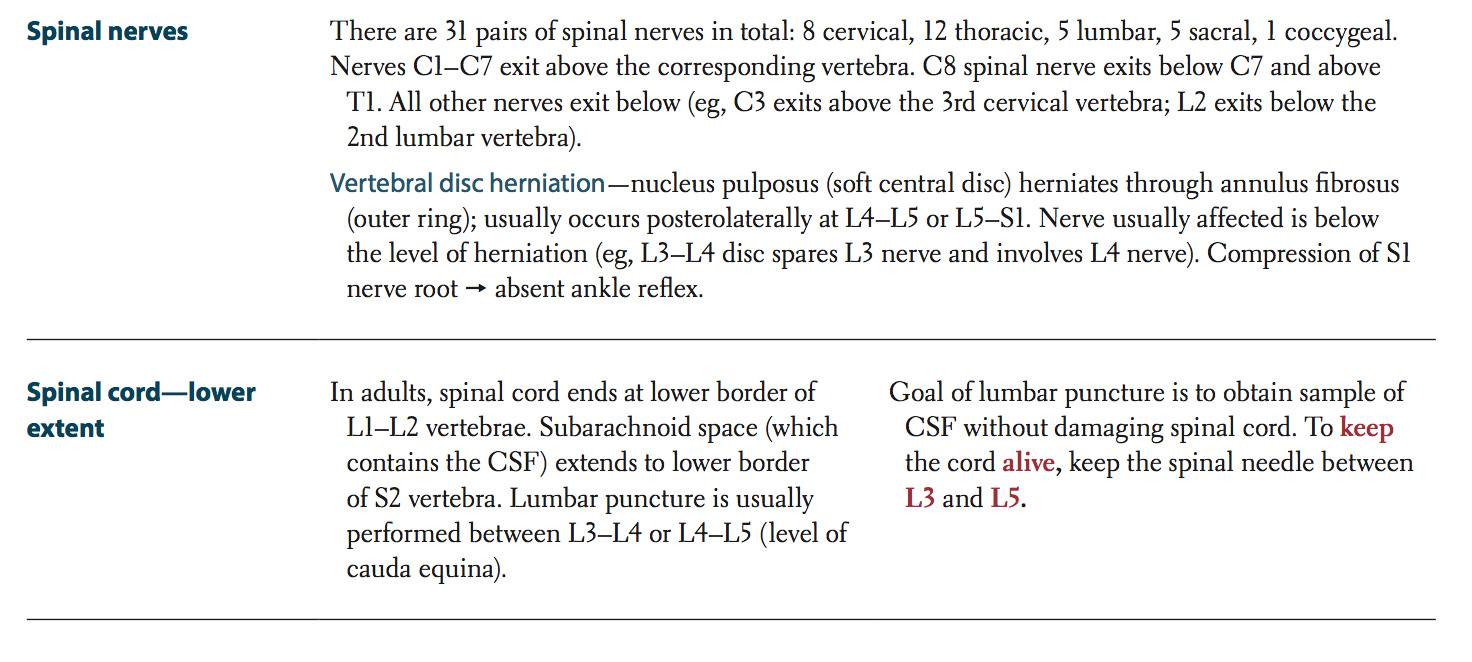 Spinal nerves
There are 31 pairs of spinal nerves in total: 8 cervical, 12 thoracic, 5 lumbar, 5 sacral, 1 coccygeal.
Nerves C1–C7 exit above the corresponding vertebra. C8 spinal nerve exits below C7 and above
T1. All other nerves exit below (eg, C3 exits above the 3rd cervical vertebra; L2 exits below the
2nd lumbar vertebra).
Vertebral disc herniation—nucleus pulposus (soft central disc) herniates through annulus fibrosus
(outer ring); usually occurs posterolaterally at L4–L5 or L5–S1. Nerve usually affected is below
the level of herniation (eg, L3–L4 disc spares L3 nerve and involves L4 nerve). Compression of S1
nerve root → absent ankle reflex.
Spinal cord—lower
extent
In adults, spinal cord ends at lower border of
L1–L2 vertebrae. Subarachnoid space (which
contains the CSF) extends to lower border
of S2 vertebra. Lumbar puncture is usually
performed between L3–L4 or L4–L5 (level of
cauda equina).
Goal of lumbar puncture is to obtain sample of
CSF without damaging spinal cord. To keep
the cord alive, keep the spinal needle between
L3 and L5.